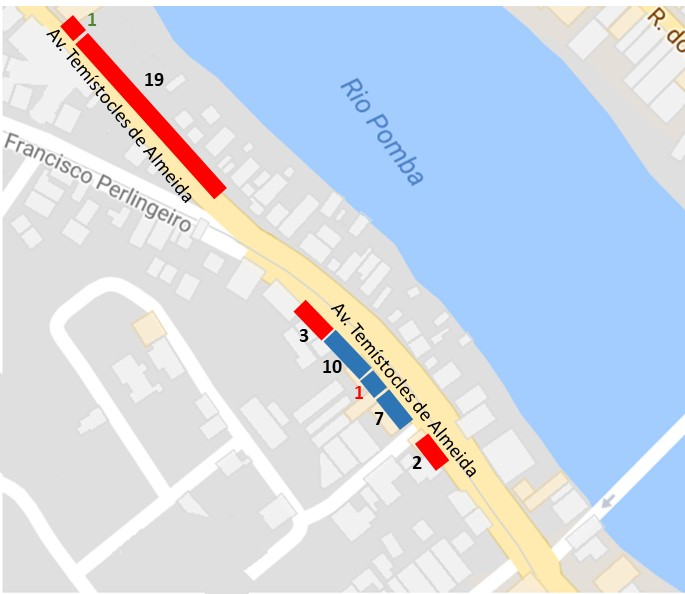 1
R. do
19
Av. Temístocles de Almeida
Rio Pomba
Francisco Perlingeiro
Av. Temístocles de Almeida
3
10
1
7
2